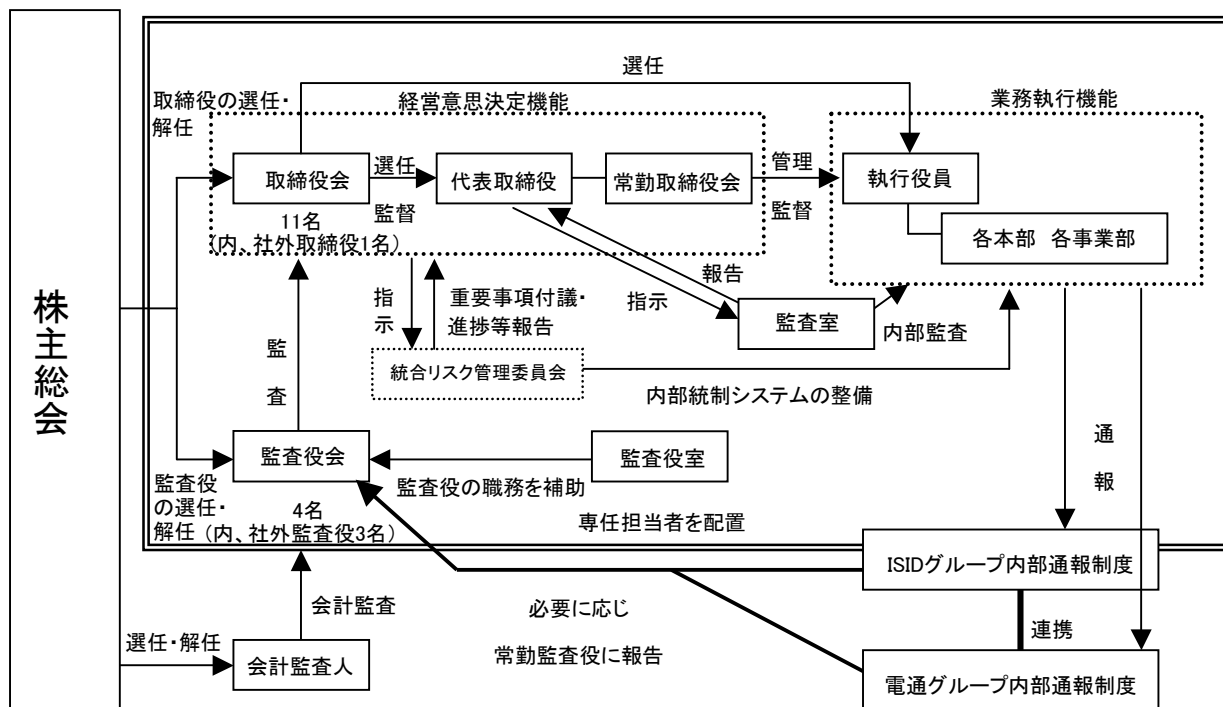 株主総会
選任
取締役の選任・
解任
経営意思決定機能
業務執行機能
取締役会
選任
監督
代表取締役
常勤取締役会
管理
監督
執行役員
各本部 各事業部
11名
(内、社外取締役1名)
指示
重要事項付議・
進捗等報告
報告
指示
監査室
内部監査
監査
統合リスク管理委員会
内部統制システムの整備
通報
監査役会
監査役室
監査役の職務を補助
監査役
の選任・
解任
4名
(内、社外監査役3名)
専任担当者を配置
ISIDグループ内部通報制度
会計監査
必要に応じ
常勤監査役に報告
連携
選任・解任
会計監査人
電通グループ内部通報制度